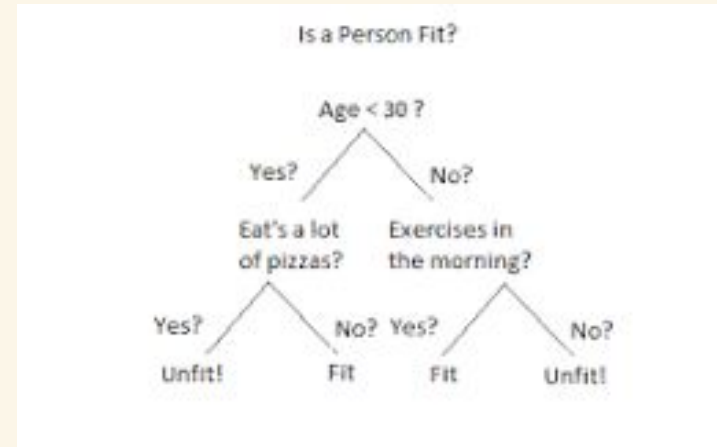 Is a Person Fit?
Age < 30 ?
Yes?
No?
Eat's a lot
of pizzas?
Exercises in
the morning?
Yes?
No?
Yes?
No?
Unfit!
Fit
Fit
Unfit!